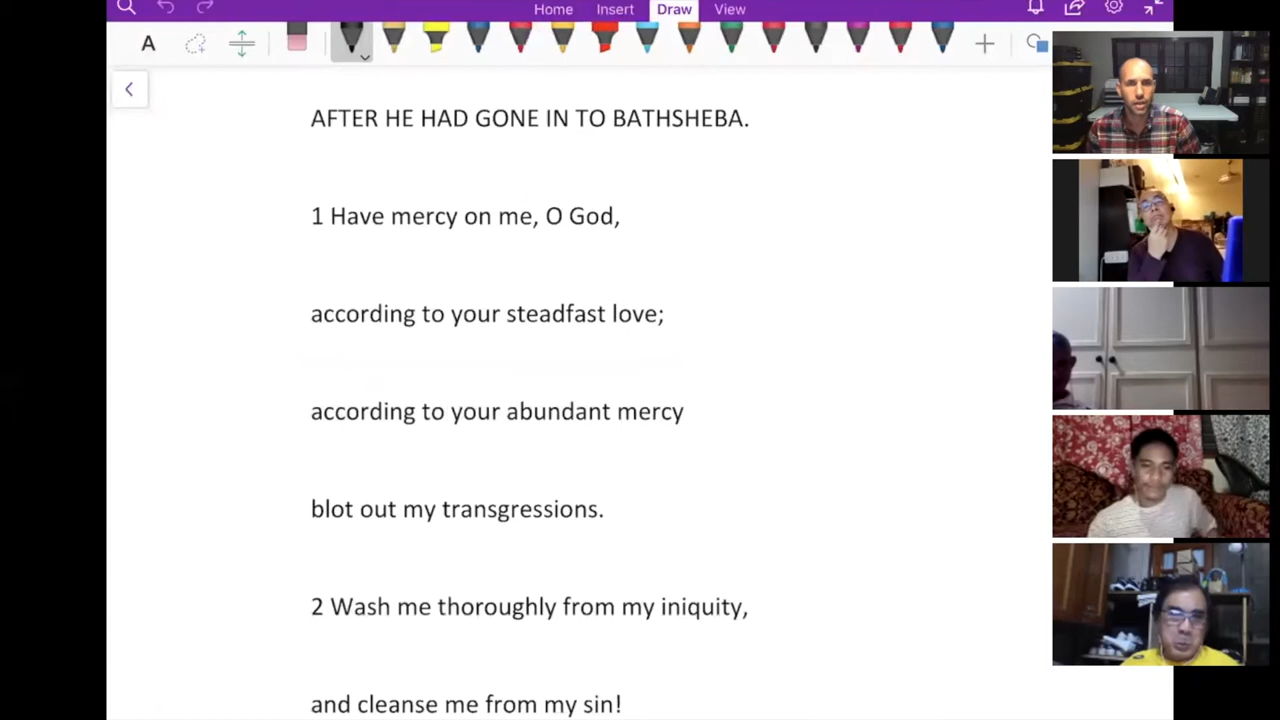 Home Insert Draw View
A
AFTER HE HAD GONE IN TO BATHSHEBA.
1 Have mercy on me, O God,
according to your steadfast love;
according to your abundant mercy
blot out my transgressions.
2 Wash me thoroughly from my iniquity,
and cleanse me from my sin!